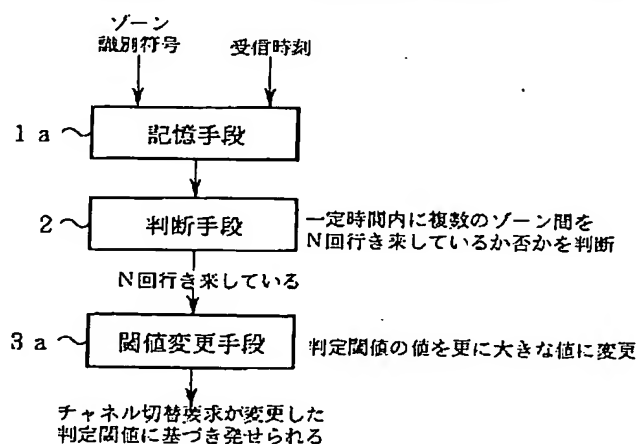 ゾーン
識別符号
受信時刻
1a
記憶手段
2
判断手段
一定時間内に複数のゾーン間を
N回行き来しているか否かを判断
N回行き来している
3a
閾値変更手段
判定閾値の値を更に大きな値に変更
チャネル切替要求が変更した
判定閾値に基づき発せられる